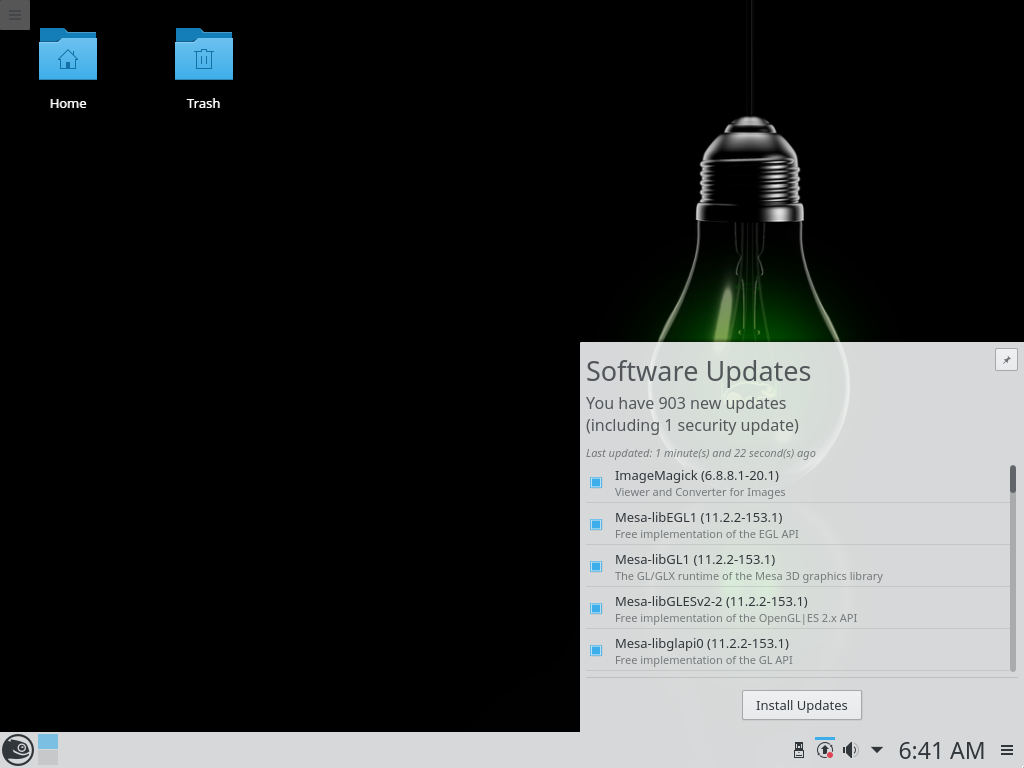 Home
Trash
Software Updates
You have 903 new updates
(including 1 security update)
Last updated: 1 minute(s) and 22 second(s) ago
ImageMagick (6.8.8.1-20.1)
Viewer and Converter for Images
Mesa-libEGL1 (11.2.2-153.1)
Free implementation of the EGL API
Mesa-libGL1 (11.2.2-153.1)
The GL/GLX runtime of the Mesa 3D graphics library
Mesa-libGLESv2-2 (11.2.2-153.1)
Free implementation of the OpenGL|ES 2.x API
Mesa-libglapi0 (11.2.2-153.1)
Free implementation of the GL API
Install Updates
6:41 AM